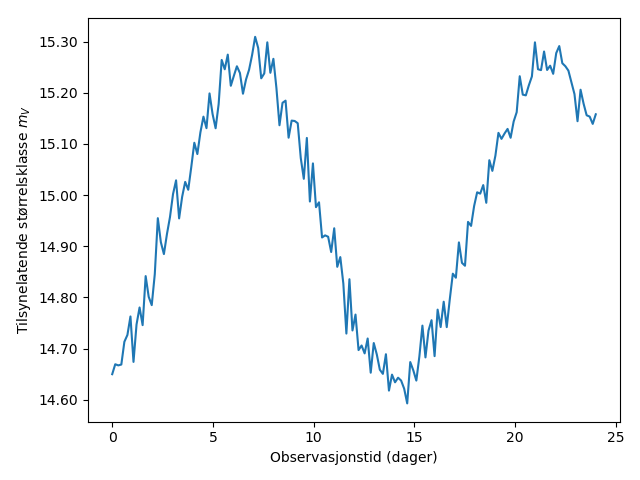 15.30
15.20
15.10
15.00
14.90
14.80
14.70
14.60
Tilsynelatende størrelsklasse m_V
0 5 10 15 20 25
Observasjonstid (dager)